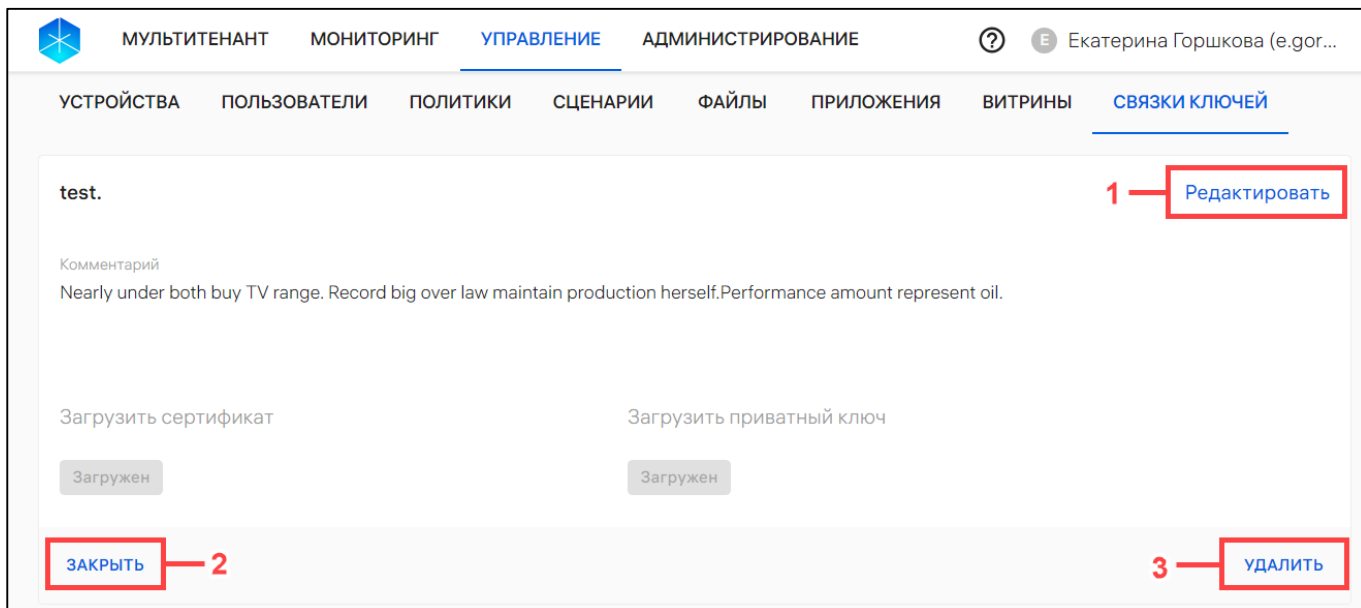 МУЛЬТИТЕНАНТ МОНИТОРИНГ УПРАВЛЕНИЕ АДМИНИСТРИРОВАНИЕ ? E Екатерина Горшкова (e.gor...
УСТРОЙСТВА ПОЛЬЗОВАТЕЛИ ПОЛИТИКИ СЦЕНАРИИ ФАЙЛЫ ПРИЛОЖЕНИЯ ВИТРИНЫ СВЯЗКИ КЛЮЧЕЙ
test. 1 Редактировать
Комментарий
Nearly under both buy TV range. Record big over law maintain production herself.Performance amount represent oil.
Загрузить сертификат Загрузить приватный ключ
Загружен Загружен
ЗАКРЫТЬ 2 3 УДАЛИТЬ